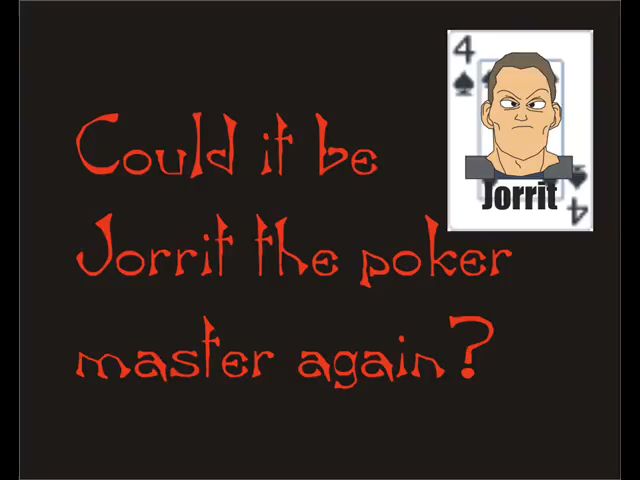 4
Jorrit
4
Could it be
Jorrit the poker
master again?